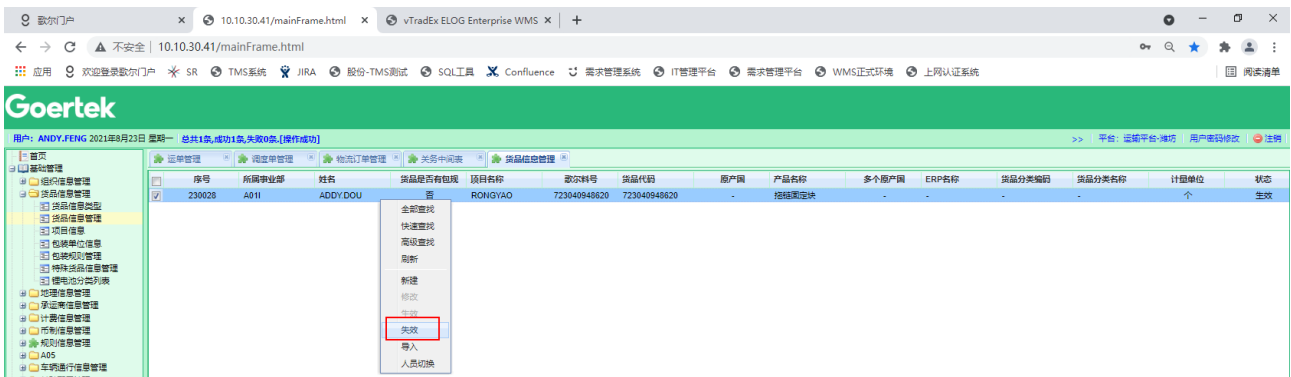 歌尔门户 × 10.10.30.41/mainFrame.html × vTradEx ELOG Enterprise WMS × +
不安全 | 10.10.30.41/mainFrame.html
应用 欢迎登录歌尔门户 SR TMS系统 JIRA 股份-TMS测试 SQL工具 Confluence 需求管理系统 IT管理平台 需求管理平台 WMS正式环境 上网认证系统 阅读清单
Goertek
用户: ANDY.FENG 2021年8月23日 星期一 总共1条,成功1条,失败0条.[操作成功] >> 平台: 运输平台-潍坊 用户密码修改 注销
首页
基础管理
组织信息管理
货品信息管理
货品信息类型
货品信息管理
项目信息
包装单位信息
包装规则管理
特殊货品信息管理
锂电池分类列表
地理信息管理
承运商信息管理
计费信息管理
币制信息管理
规则信息管理
A05
车辆通行信息管理
运单管理 调度单管理 物流订单管理 关务中间表 货品信息管理
序号 所属事业部 姓名 货品是否有包规 项目名称 歌尔料号 货品代码 原产国 产品名称 多个原产国 ERP名称 货品分类编码 货品分类名称 计量单位 状态
230028 A01I ADDY.DOU 否 RONGYAO 723040948620 723040948620 - 拖链固定块 - - - - 个 生效
全部查找
快速查找
高级查找
刷新
新建
修改
生效
失效
导入
人员切换